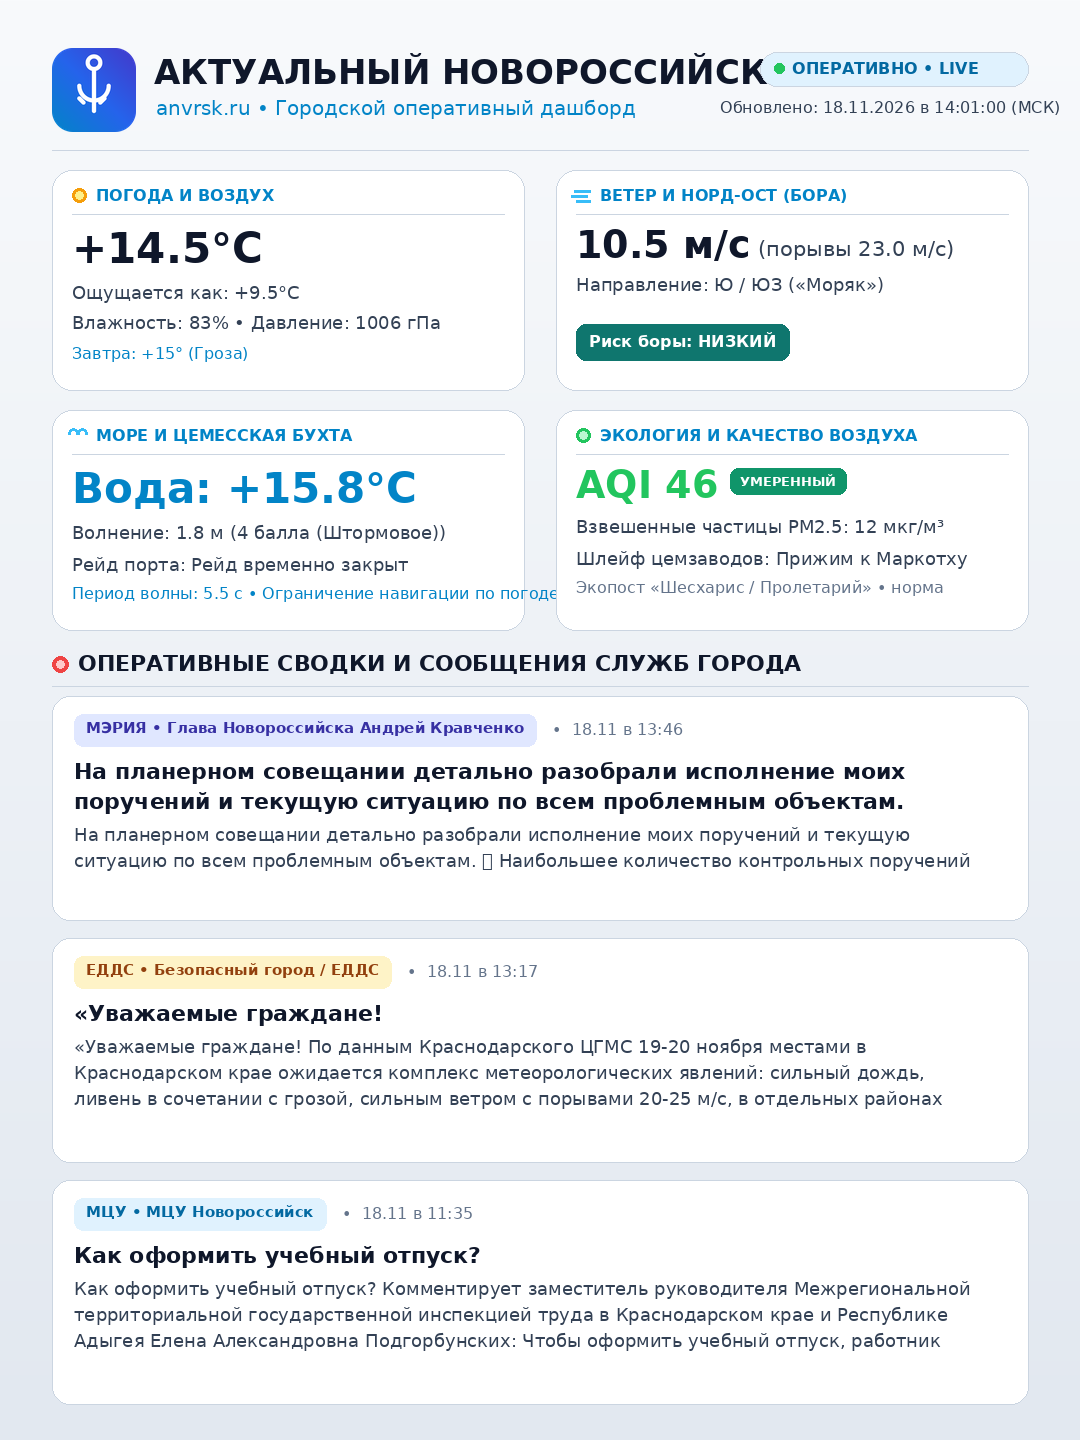 АКТУАЛЬНЫЙ НОВОРОССИЙСК
ОПЕРАТИВНО • LIVE
anvrsk.ru • Городской оперативный дашборд
Обновлено: 18.11.2026 в 14:01:00 (МСК)
ПОГОДА И ВОЗДУХ
+14.5°C
Ощущается как: +9.5°C
Влажность: 83% • Давление: 1006 гПа
Завтра: +15° (Гроза)
ВЕТЕР И НОРД-ОСТ (БОРА)
10.5 м/с (порывы 23.0 м/с)
Направление: Ю / ЮЗ («Моряк»)
Риск боры: НИЗКИЙ
МОРЕ И ЦЕМЕССКАЯ БУХТА
Вода: +15.8°C
Волнение: 1.8 м (4 балла (Штормовое))
Рейд порта: Рейд временно закрыт
Период волны: 5.5 с • Ограничение навигации по погоде
ЭКОЛОГИЯ И КАЧЕСТВО ВОЗДУХА
AQI 46 УМЕРЕННЫЙ
Взвешенные частицы PM2.5: 12 мкг/м³
Шлейф цемзаводов: Прижим к Маркотху
Экопост «Шесхарис / Пролетарий» • норма
ОПЕРАТИВНЫЕ СВОДКИ И СООБЩЕНИЯ СЛУЖБ ГОРОДА
МЭРИЯ • Глава Новороссийска Андрей Кравченко • 18.11 в 13:46
На планерном совещании детально разобрали исполнение моих
поручений и текущую ситуацию по всем проблемным объектам.
На планерном совещании детально разобрали исполнение моих поручений и текущую
ситуацию по всем проблемным объектам. ▯ Наибольшее количество контрольных поручений
ЕДДС • Безопасный город / ЕДДС • 18.11 в 13:17
«Уважаемые граждане!
«Уважаемые граждане! По данным Краснодарского ЦГМС 19-20 ноября местами в
Краснодарском крае ожидается комплекс метеорологических явлений: сильный дождь,
ливень в сочетании с грозой, сильным ветром с порывами 20-25 м/с, в отдельных районах
МЦУ • МЦУ Новороссийск • 18.11 в 11:35
Как оформить учебный отпуск?
Как оформить учебный отпуск? Комментирует заместитель руководителя Межрегиональной
территориальной государственной инспекцией труда в Краснодарском крае и Республике
Адыгея Елена Александровна Подгорбунских: Чтобы оформить учебный отпуск, работник